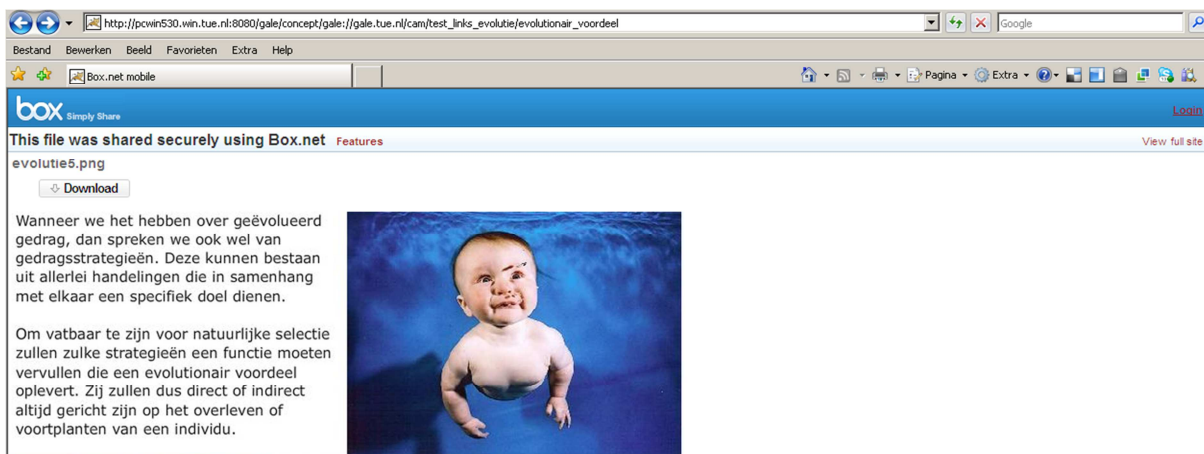 http://pcwin530.win.tue.nl:8080/gale/concept/gale://gale.tue.nl/cam/test_links_evolutie/evolutionair_voordeel
Google
Bestand Bewerken Beeld Favorieten Extra Help
Box.net mobile
Pagina Extra
box Simply Share
Login
This file was shared securely using Box.net Features
View full site
evolutie5.png
Download
Wanneer we het hebben over geëvolueerd
gedrag, dan spreken we ook wel van
gedragsstrategieën. Deze kunnen bestaan
uit allerlei handelingen die in samenhang
met elkaar een specifiek doel dienen.
Om vatbaar te zijn voor natuurlijke selectie
zullen zulke strategieën een functie moeten
vervullen die een evolutionair voordeel
oplevert. Zij zullen dus direct of indirect
altijd gericht zijn op het overleven of
voortplanten van een individu.